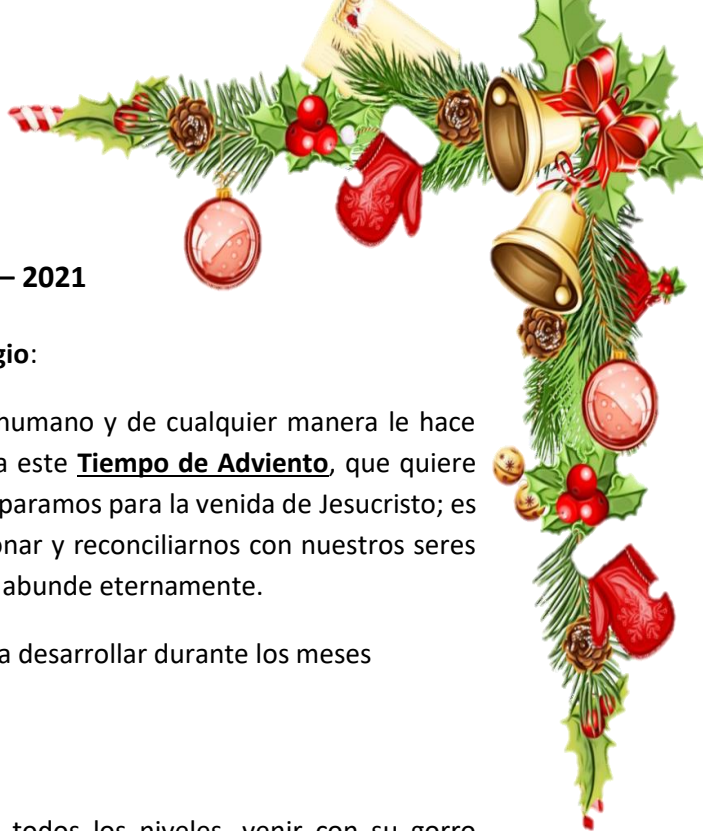 – 2021
gio:
humano y de cualquier manera le hace
a este Tiempo de Adviento, que quiere
paramos para la venida de Jesucristo; es
onar y reconciliarnos con nuestros seres
abunde eternamente.
a desarrollar durante los meses
todos los niveles, venir con su gorro